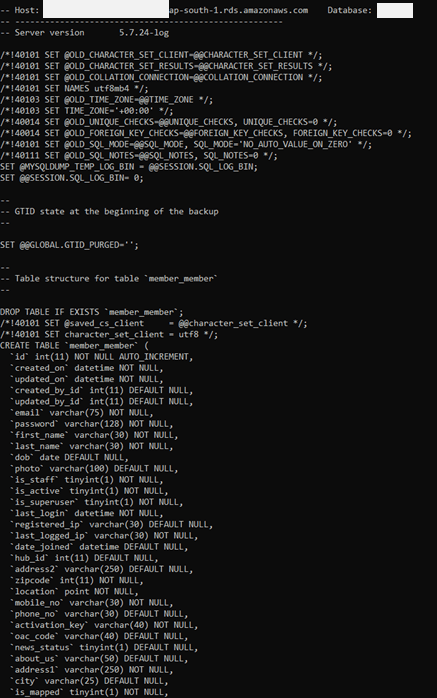 -- Host: ap-south-1.rds.amazonaws.com    Database:
-- ------------------------------------------------------
-- Server version       5.7.24-log
/*!40101 SET @OLD_CHARACTER_SET_CLIENT=@@CHARACTER_SET_CLIENT */;
/*!40101 SET @OLD_CHARACTER_SET_RESULTS=@@CHARACTER_SET_RESULTS */;
/*!40101 SET @OLD_COLLATION_CONNECTION=@@COLLATION_CONNECTION */;
/*!40101 SET NAMES utf8mb4 */;
/*!40103 SET @OLD_TIME_ZONE=@@TIME_ZONE */;
/*!40103 SET TIME_ZONE='+00:00' */;
/*!40014 SET @OLD_UNIQUE_CHECKS=@@UNIQUE_CHECKS, UNIQUE_CHECKS=0 */;
/*!40014 SET @OLD_FOREIGN_KEY_CHECKS=@@FOREIGN_KEY_CHECKS, FOREIGN_KEY_CHECKS=0 */;
/*!40101 SET @OLD_SQL_MODE=@@SQL_MODE, SQL_MODE='NO_AUTO_VALUE_ON_ZERO' */;
/*!40111 SET @OLD_SQL_NOTES=@@SQL_NOTES, SQL_NOTES=0 */;
SET @MYSQLDUMP_TEMP_LOG_BIN = @@SESSION.SQL_LOG_BIN;
SET @@SESSION.SQL_LOG_BIN= 0;
--
-- GTID state at the beginning of the backup
--
SET @@GLOBAL.GTID_PURGED='';
--
-- Table structure for table `member_member`
--
DROP TABLE IF EXISTS `member_member`;
/*!40101 SET @saved_cs_client     = @@character_set_client */;
/*!40101 SET character_set_client = utf8 */;
CREATE TABLE `member_member` (
  `id` int(11) NOT NULL AUTO_INCREMENT,
  `created_on` datetime NOT NULL,
  `updated_on` datetime NOT NULL,
  `created_by_id` int(11) DEFAULT NULL,
  `updated_by_id` int(11) DEFAULT NULL,
  `email` varchar(75) NOT NULL,
  `password` varchar(128) NOT NULL,
  `first_name` varchar(30) NOT NULL,
  `last_name` varchar(30) NOT NULL,
  `dob` date DEFAULT NULL,
  `photo` varchar(100) DEFAULT NULL,
  `is_staff` tinyint(1) NOT NULL,
  `is_active` tinyint(1) NOT NULL,
  `is_superuser` tinyint(1) NOT NULL,
  `last_login` datetime NOT NULL,
  `registered_ip` varchar(30) DEFAULT NULL,
  `last_logged_ip` varchar(30) NOT NULL,
  `date_joined` datetime DEFAULT NULL,
  `hub_id` int(11) DEFAULT NULL,
  `address2` varchar(250) DEFAULT NULL,
  `zipcode` int(11) NOT NULL,
  `location` point NOT NULL,
  `mobile_no` varchar(30) NOT NULL,
  `phone_no` varchar(30) DEFAULT NULL,
  `activation_key` varchar(40) NOT NULL,
  `oac_code` varchar(40) DEFAULT NULL,
  `news_status` tinyint(1) DEFAULT NULL,
  `about_us` varchar(50) DEFAULT NULL,
  `address1` varchar(250) NOT NULL,
  `city` varchar(25) DEFAULT NULL,
  `is_mapped` tinyint(1) NOT NULL,